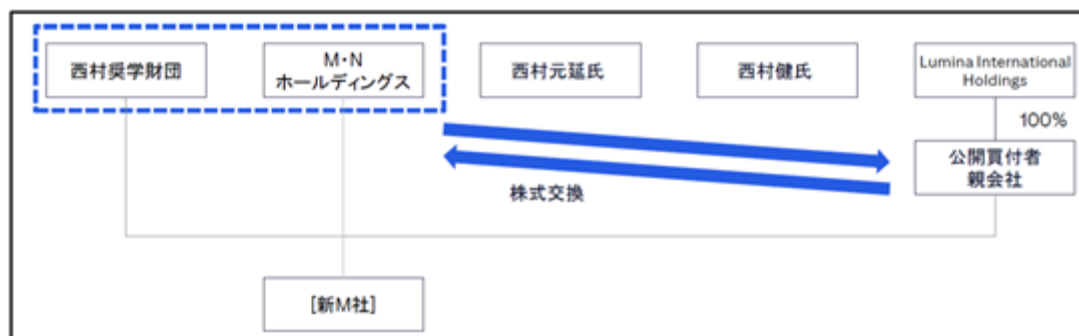 西村奨学財団
M・N
ホールディングス
西村元延氏
西村健氏
Lumina International
Holdings
100%
公開買付者
親会社
株式交換
[新M社]